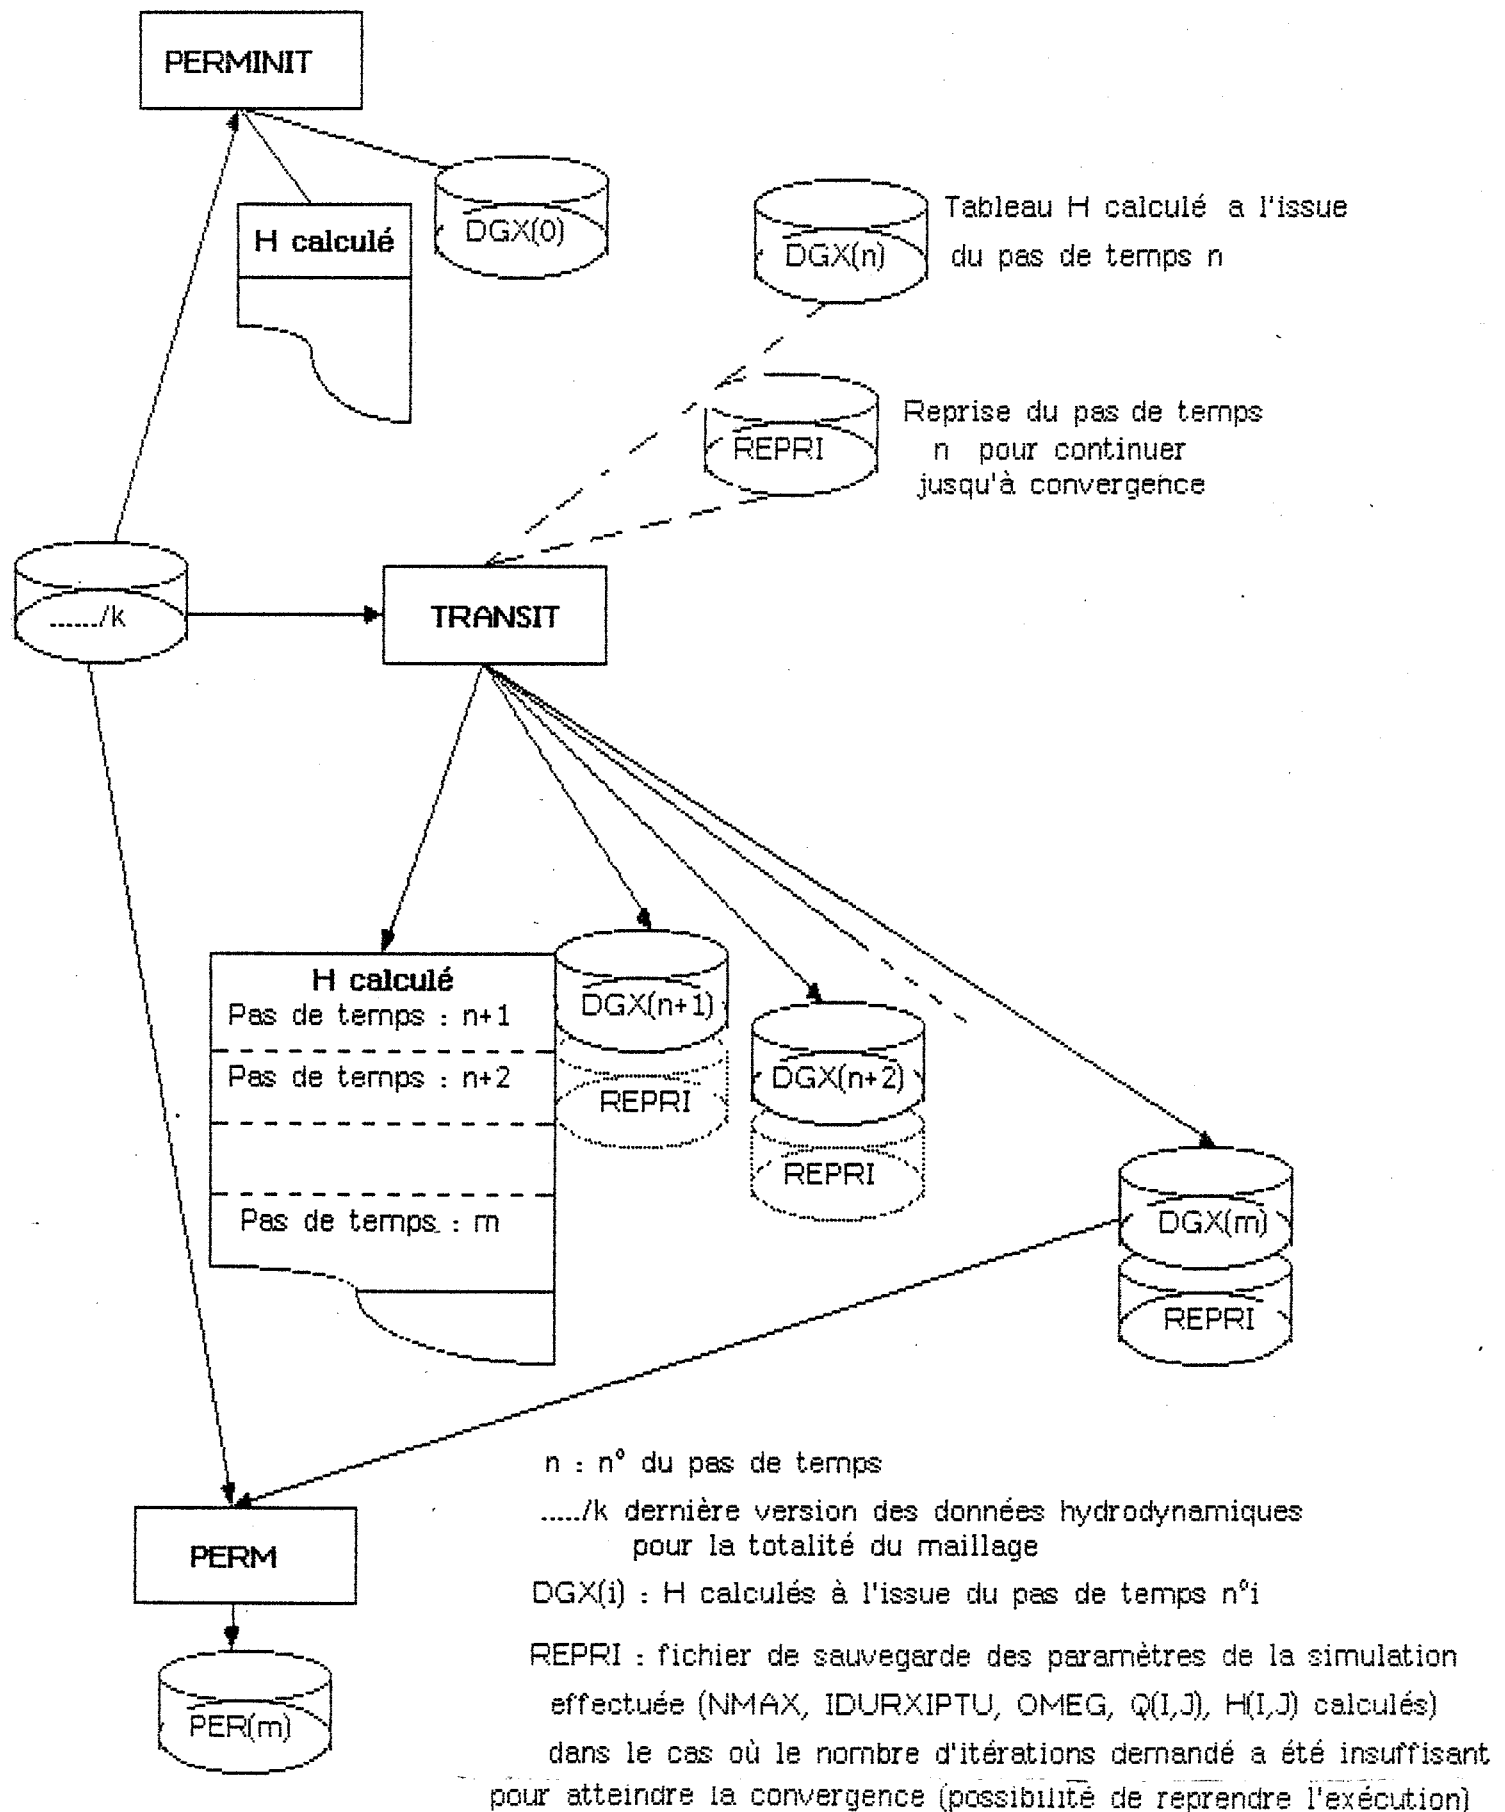 PERMINIT
H calculé
DGX(0)
DGX(n)
Tableau H calculé a l'issue
du pas de temps n
REPRI
Reprise du pas de temps
n pour continuer
jusqu'à convergence
....../k
TRANSIT
H calculé
Pas de temps : n+1
Pas de temps : n+2
Pas de temps : m
DGX(n+1)
REPRI
DGX(n+2)
REPRI
DGX(m)
REPRI
PERM
PER(m)
n : n° du pas de temps
...../k dernière version des données hydrodynamiques
pour la totalité du maillage
DGX(i) : H calculés à l'issue du pas de temps n°i
REPRI : fichier de sauvegarde des paramètres de la simulation
effectuée (NMAX, IDURXIPTU, OMEG, Q(I,J), H(I,J) calculés)
dans le cas où le nombre d'itérations demandé a été insuffisant
pour atteindre la convergence (possibilité de reprendre l'exécution)